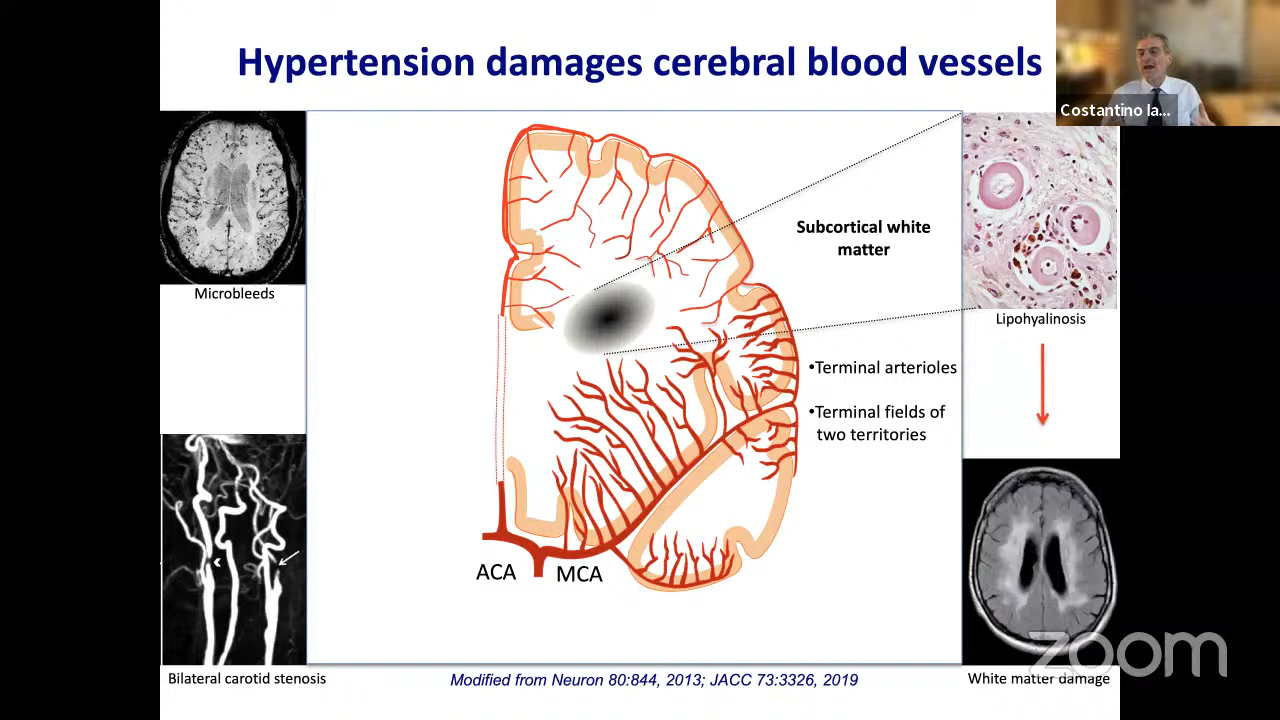 Hypertension damages cerebral blood vessels
Costantino Ia...
Microbleeds
Subcortical white
matter
Lipohyalinosis
•Terminal arterioles
•Terminal fields of
two territories
ACA
MCA
Bilateral carotid stenosis
Modified from Neuron 80:844, 2013; JACC 73:3326, 2019
White matter damage
zoom